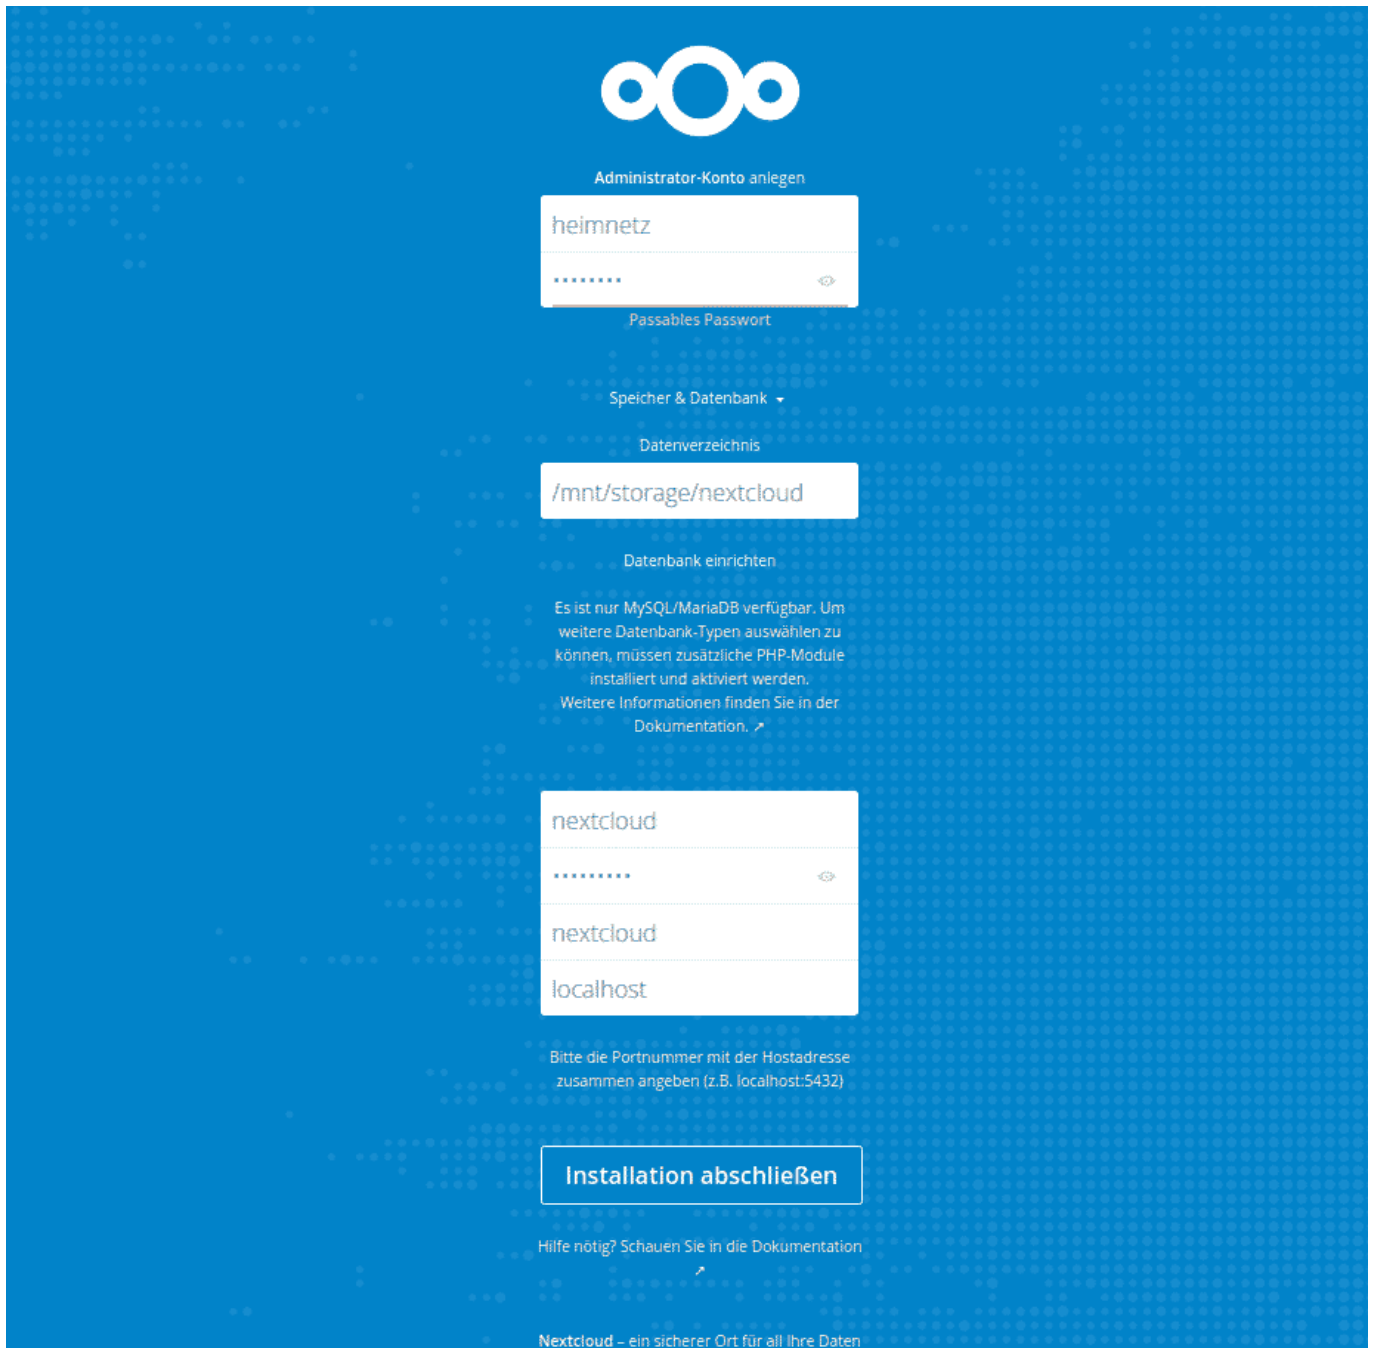 Administrator-Konto anlegen
heimnetz
••••••••
Passables Passwort
Speicher & Datenbank
Datenverzeichnis
/mnt/storage/nextcloud
Datenbank einrichten
Es ist nur MySQL/MariaDB verfügbar. Um
weitere Datenbank-Typen auswählen zu
können, müssen zusätzliche PHP-Module
installiert und aktiviert werden.
Weitere Informationen finden Sie in der
Dokumentation. ↗
nextcloud
•••••••••
nextcloud
localhost
Bitte die Portnummer mit der Hostadresse
zusammen angeben (z.B. localhost:5432)
Installation abschließen
Hilfe nötig? Schauen Sie in die Dokumentation
↗
Nextcloud – ein sicherer Ort für all Ihre Daten